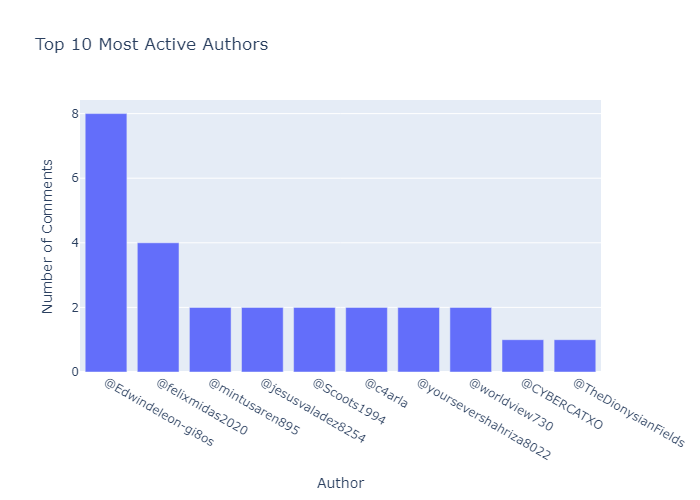 Top 10 Most Active Authors
8
6
4
2
0
Number of Comments
@Edwindeleon-gi8os
@felixmidas2020
@mintusaren895
@jesusvaladez8254
@Scoots1994
@c4arla
@yoursevershahriza8022
@worldview730
@CYBERCATXO
@TheDionysianFields
Author